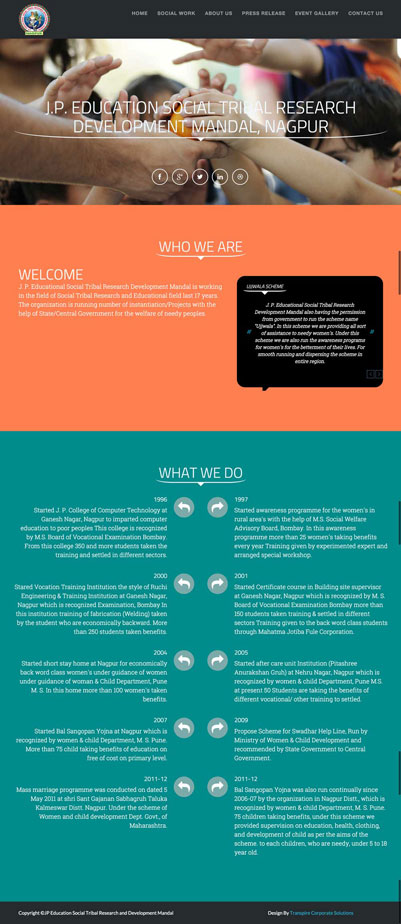 HOME SOCIAL WORK ABOUT US PRESS RELEASE EVENT GALLERY CONTACT US
J.P. EDUCATION SOCIAL TRIBAL RESEARCH
DEVELOPMENT MANDAL, NAGPUR
WHO WE ARE
WELCOME
J. P. Educational Social Tribal Research Development Mandal is working
in the field of Social Tribal Research and Educational field last 17 years.
The organization is running number of instantiation/Projects with the
help of State/Central Government for the welfare of needy peoples.
UJJWALA SCHEME
J. P. Educational Social Tribal Research
Development Mandal also having the permission
from government to run the scheme name
"Ujjwala". In this scheme we are providing all sort
of assistance to needy women's. Under this
scheme we are also run the awareness programs
for women's for the betterment of their lives. For
smooth running and dispersing the scheme in
entire region.
WHAT WE DO
1996
Started J. P. College of Computer Technology at
Ganesh Nagar, Nagpur to imparted computer
education to poor peoples This college is recognized
by M.S. Board of Vocational Examination Bombay.
From this college 350 and more students taken the
training and settled in different sectors.
1997
Started awareness programme for the women's in
rural area's with the help of M.S. Social Welfare
Advisory Board, Bombay. In this awareness
programme more than 25 women's taking benefits
every year Training given by experimented expert and
arranged special workshop.
2000
Stared Vocation Training Institution the style of Ruchi
Engineering & Training Institution at Ganesh Nagar,
Nagpur which is recognized Examination, Bombay In
this institution training of fabrication (Welding) taken
by the student who are economically backward. More
than 250 students taken benefits.
2001
Started Certificate course in Building site supervisor
at Ganesh Nagar, Nagpur which is recognized by M. S.
Board of Vocational Examination Bombay more than
150 students taken training & settled in different
sectors Training given to the back word class students
through Mahatma Jotiba Fule Corporation.
2004
Started short stay home at Nagpur for economically
back word class women's under guidance of women
under guidance of woman & Child Department, Pune
M. S. In this home more than 100 women's taken
benefits.
2005
Started after care unit Institution (Pitashree
Anurakshan Gruh) at Nehru Nagar, Nagpur which is
recognized by women & child Department, Pune M.S.
at present 50 Students are taking the benefits of
different vocational/ other training to settled.
2007
Started Bal Sangopan Yojna at Nagpur which is
recognized by women & child Department, M. S. Pune.
More than 75 child taking benefits of education on
free of cost on primary level.
2009
Propose Scheme for Swadhar Help Line, Run by
Ministry of Women & Child Development and
recommended by State Government to Central
Government.
2011-12
Mass marriage programme was conducted on dated 5
May 2011 at shri Sant Gajanan Sabhagruh Taluka
Kalmeswar Distt. Nagpur. Under the scheme of
Women and child development Dept. Govt., of
Maharashtra.
2011-12
Bal Sangopan Yojna was also run continually since
2006-07 by the organization in Nagpur Distt., which is
recognized by women & child Department, M. S. Pune.
75 children taking benefits, under this scheme we
provided supervision on education, health, clothing,
and development of child as per the aims of the
scheme. to each children, who are needy, under 5 to 18
year old.
Copyright ©JP Education Social Tribal Research and Development Mandal
Design By Transpire Corporate Solutions